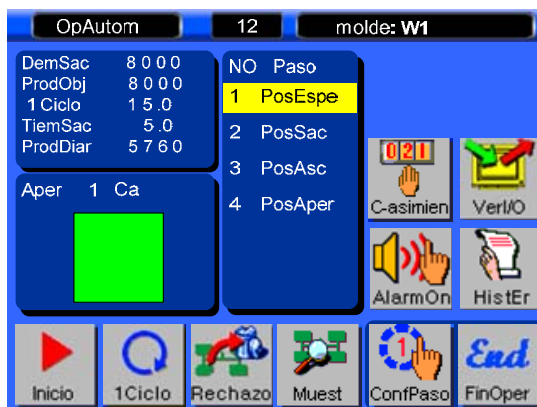 OpAutom 12 molde: W1
DemSac 8000
ProdObj 8000
1 Ciclo 15.0
TiemSac 5.0
ProdDiar 5760
NO Paso
1 PosEspe
2 PosSac
3 PosAsc
4 PosAper
Aper 1 Ca
021
C-asimien
VerI/O
AlarmOn
HistEr
Inicio
1Ciclo
Rechazo
Muest
1
ConfPaso
End
FinOper